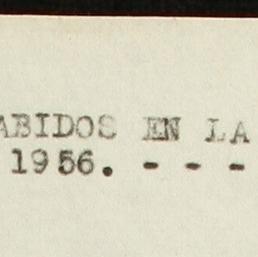 ABIDOS EN LA
1956. - - -